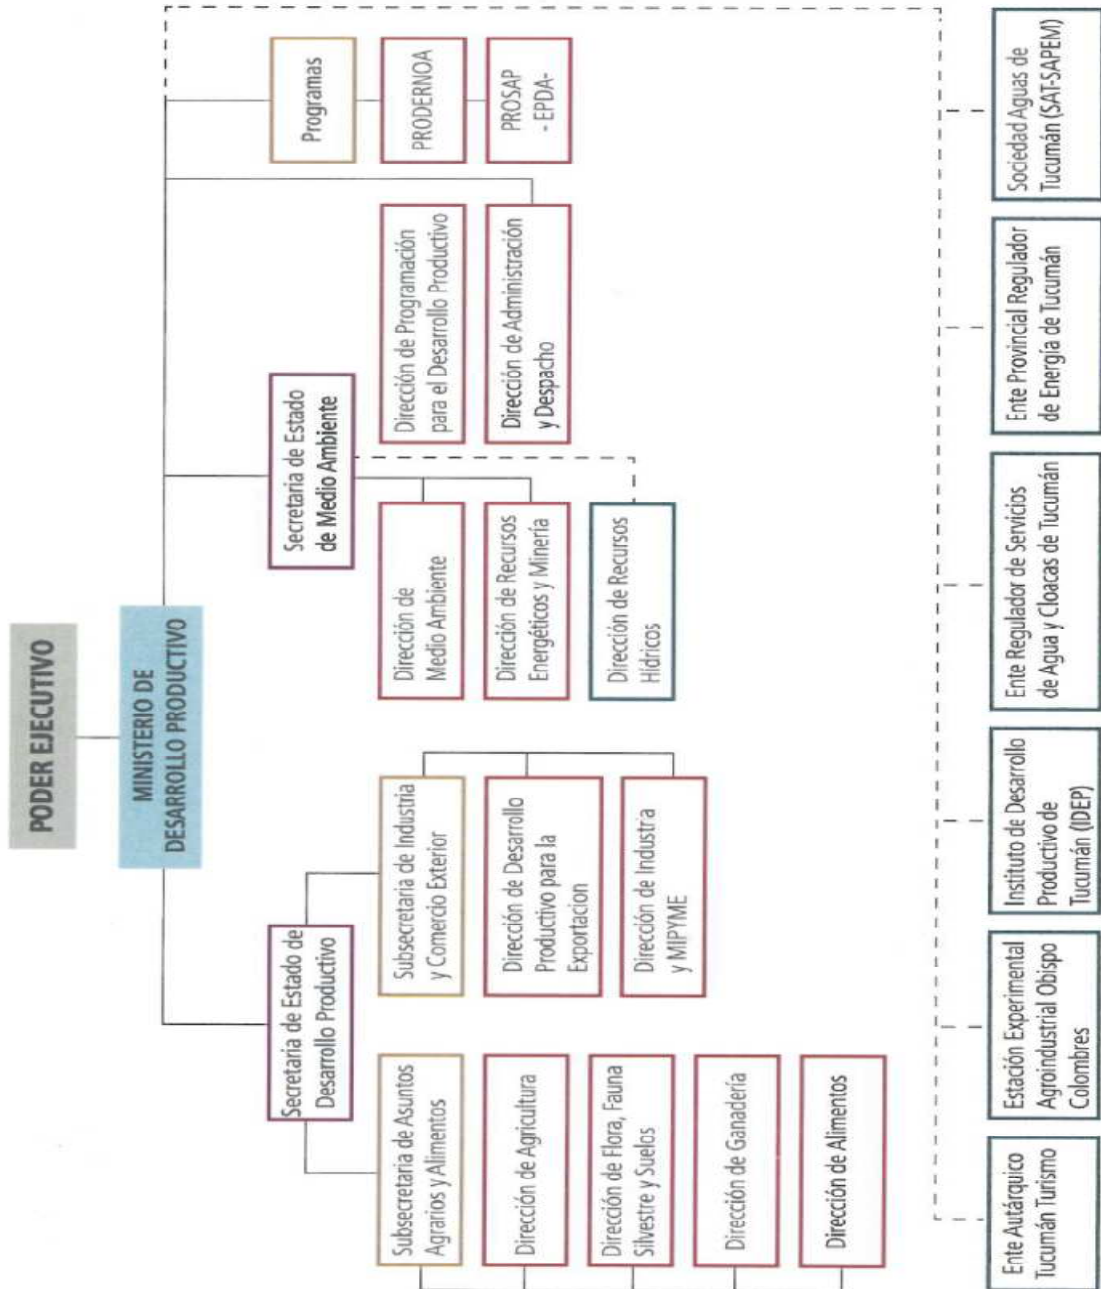 PODER EJECUTIVO
MINISTERIO DE
DESARROLLO PRODUCTIVO
Secretaria de Estado de
Desarrollo Productivo
Secretaria de Estado
de Medio Ambiente
Programas
PRODERNOA
PROSAP
- EPDA-
Subsecretaria de Asuntos
Agrarios y Alimentos
Dirección de Agricultura
Dirección de Flora, Fauna
Silvestre y Suelos
Dirección de Ganadería
Dirección de Alimentos
Subsecretaria de Industria
y Comercio Exterior
Dirección de Desarrollo
Productivo para la
Exportacion
Dirección de Industria
y MIPYME
Dirección de
Medio Ambiente
Dirección de Recursos
Energéticos y Minería
Dirección de Recursos
Hídricos
Dirección de Programación
para el Desarrollo Productivo
Dirección de Administración
y Despacho
Ente Autárquico
Tucumán Turismo
Estación Experimental
Agroindustrial Obispo
Colombres
Instituto de Desarrollo
Productivo de
Tucumán (IDEP)
Ente Regulador de Servicios
de Agua y Cloacas de Tucumán
Ente Provincial Regulador
de Energía de Tucumán
Sociedad Aguas de
Tucumán (SAT-SAPEM)